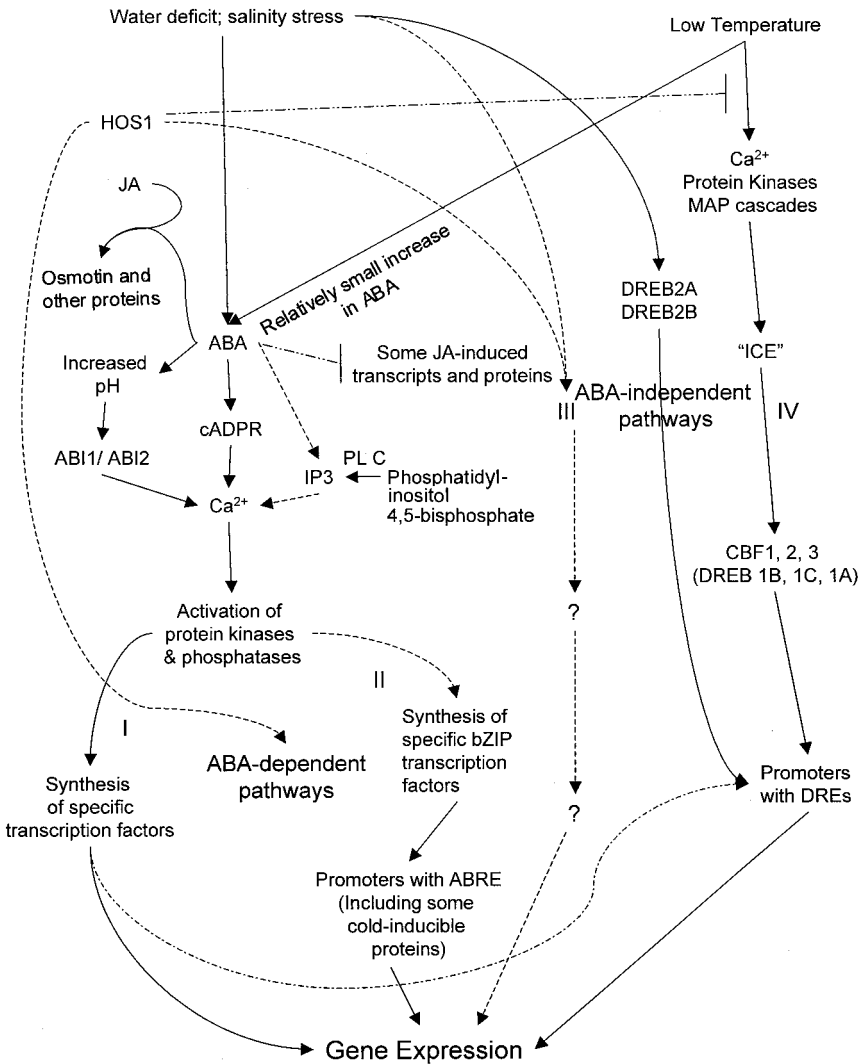 Water deficit; salinity stress
Low Temperature
HOS1
JA
Ca²⁺
Protein Kinases
MAP cascades
Osmotin and
other proteins
Relatively small increase
in ABA
DREB2A
DREB2B
ABA
Increased
pH
Some JA-induced
transcripts and proteins
"ICE"
III
ABA-independent
pathways
IV
cADPR
ABI1/ ABI2
PL C
IP3
Phosphatidyl-
inositol
4,5-bisphosphate
Ca²⁺
CBF1, 2, 3
(DREB 1B, 1C, 1A)
Activation of
protein kinases
& phosphatases
?
II
I
Synthesis of
specific bZIP
transcription
factors
ABA-dependent
pathways
Synthesis
of specific
transcription factors
Promoters
with DREs
?
Promoters with ABRE
(Including some
cold-inducible
proteins)
Gene Expression